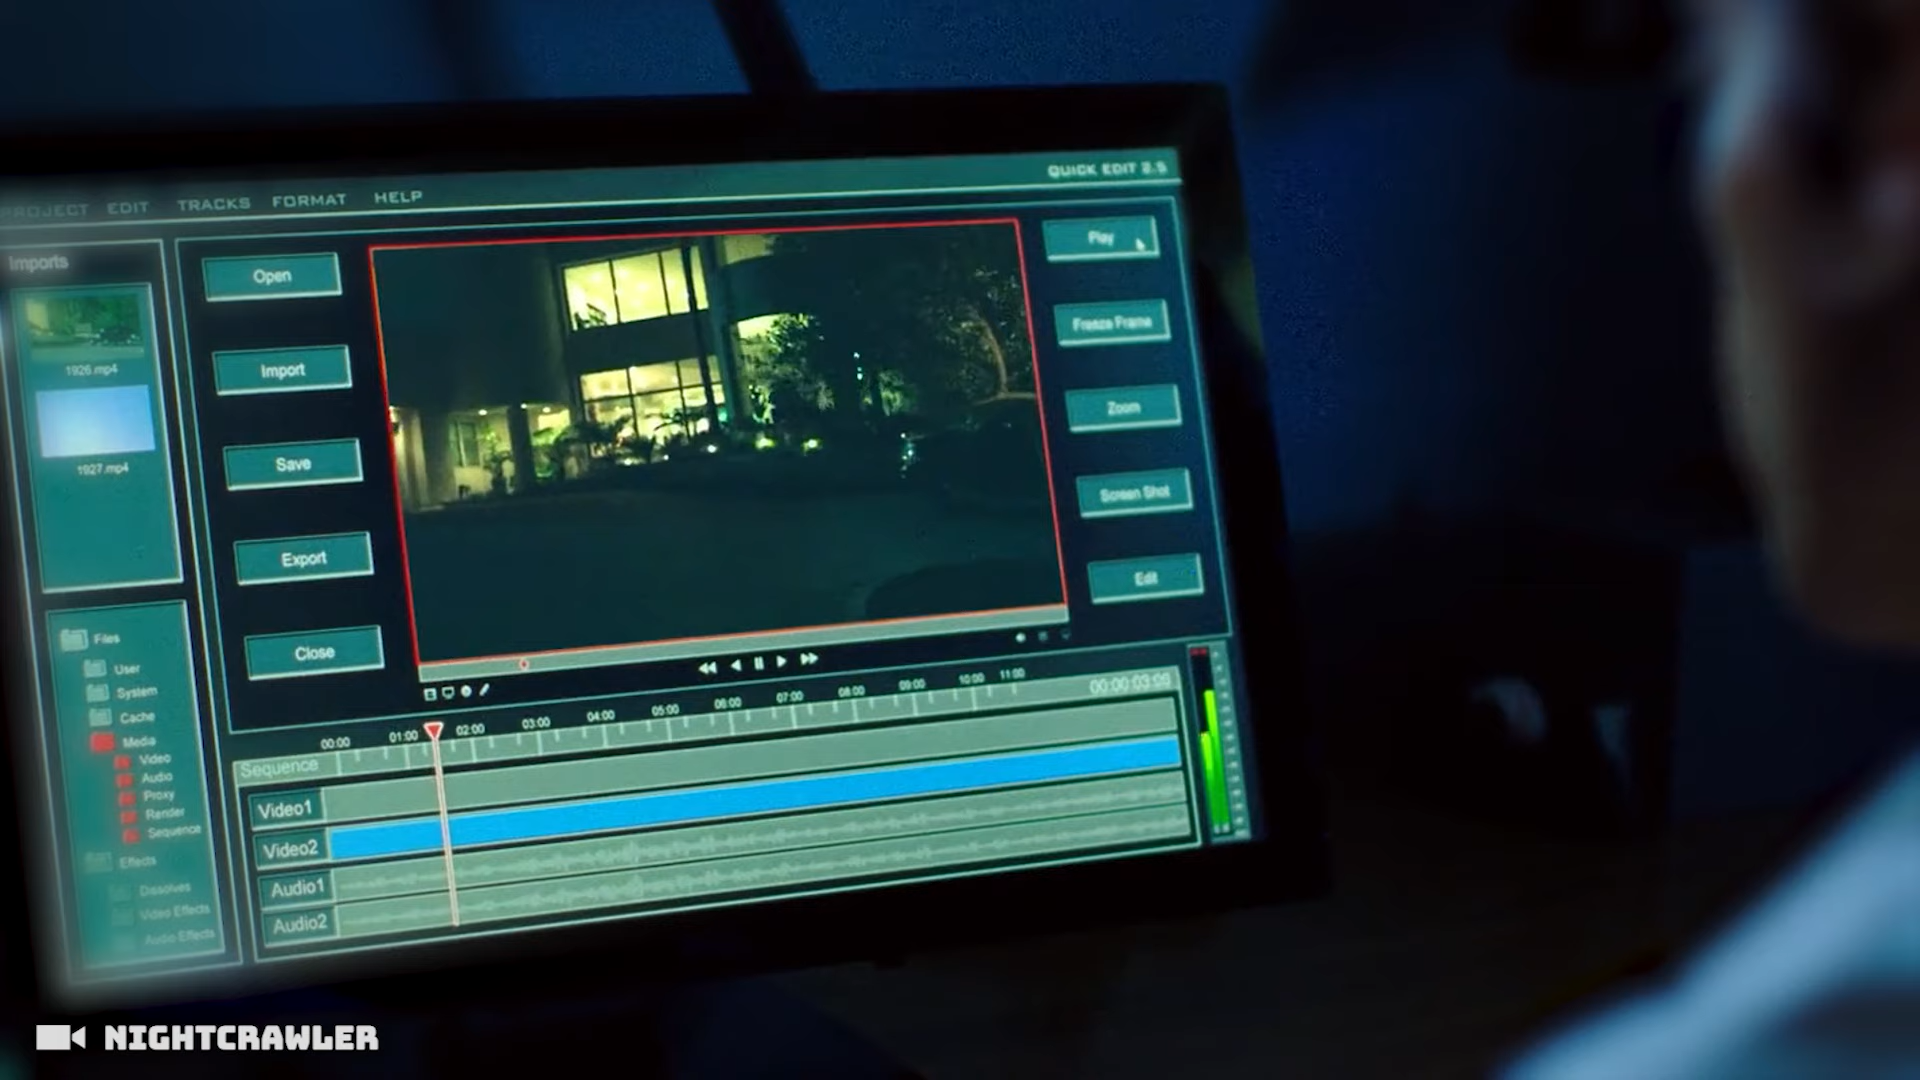 QUICK EDIT 2.5
PROJECT EDIT TRACKS FORMAT HELP
Imports
1926.mp4
1927.mp4
Files
User
System
Cache
Media
Video
Audio
Proxy
Render
Sequence
Effects
Dissolves
Video Effects
Audio Effects
Open
Import
Save
Export
Close
Play
Freeze Frame
Zoom
Screen Shot
Edit
00:00 01:00 02:00 03:00 04:00 05:00 06:00 07:00 08:00 09:00 10:00 11:00
00:00:03:09
Sequence
Video1
Video2
Audio1
Audio2
NIGHTCRAWLER